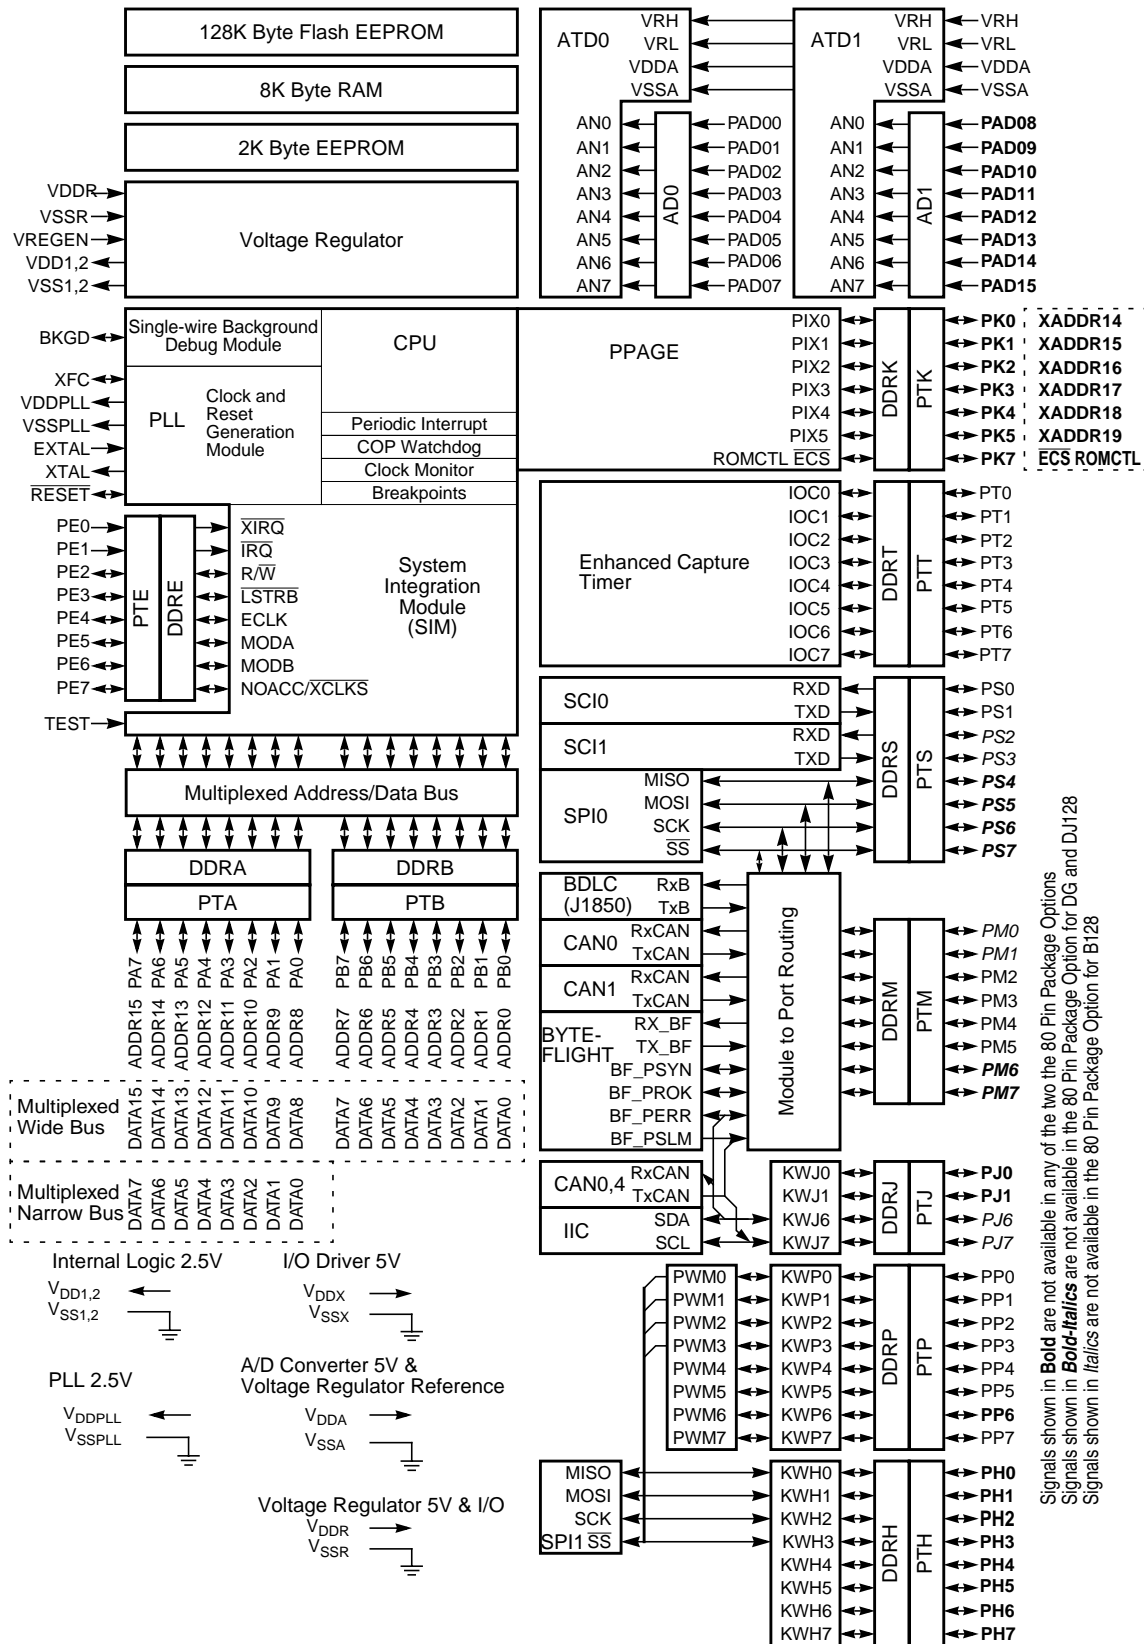 128K Byte Flash EEPROM
8K Byte RAM
2K Byte EEPROM
VDDR
VSSR
VREGEN
VDD1,2
VSS1,2
Voltage Regulator
ATD0
VRH
VRL
VDDA
VSSA
ATD1
VRH
VRL
VDDA
VSSA
VRH
VRL
VDDA
VSSA
AN0
AN1
AN2
AN3
AN4
AN5
AN6
AN7
AD0
PAD00
PAD01
PAD02
PAD03
PAD04
PAD05
PAD06
PAD07
AN0
AN1
AN2
AN3
AN4
AN5
AN6
AN7
AD1
PAD08
PAD09
PAD10
PAD11
PAD12
PAD13
PAD14
PAD15
BKGD
XFC
VDDPLL
VSSPLL
EXTAL
XTAL
RESET
Single-wire Background
Debug Module
CPU
PLL
Clock and
Reset
Generation
Module
Periodic Interrupt
COP Watchdog
Clock Monitor
Breakpoints
PPAGE
PIX0
PIX1
PIX2
PIX3
PIX4
PIX5
ROMCTL ECS
DDRK
PTK
PK0 XADDR14
PK1 XADDR15
PK2 XADDR16
PK3 XADDR17
PK4 XADDR18
PK5 XADDR19
PK7 ECS ROMCTL
PE0
PE1
PE2
PE3
PE4
PE5
PE6
PE7
TEST
PTE
DDRE
XIRQ
IRQ
R/W
LSTRB
ECLK
MODA
MODB
NOACC/XCLKS
System
Integration
Module
(SIM)
Enhanced Capture
Timer
IOC0
IOC1
IOC2
IOC3
IOC4
IOC5
IOC6
IOC7
DDRT
PTT
PT0
PT1
PT2
PT3
PT4
PT5
PT6
PT7
SCI0
RXD
TXD
SCI1
RXD
TXD
SPI0
MISO
MOSI
SCK
SS
DDRS
PTS
PS0
PS1
PS2
PS3
PS4
PS5
PS6
PS7
Multiplexed Address/Data Bus
DDRA
DDRB
PTA
PTB
PA7
PA6
PA5
PA4
PA3
PA2
PA1
PA0
PB7
PB6
PB5
PB4
PB3
PB2
PB1
PB0
ADDR15
ADDR14
ADDR13
ADDR12
ADDR11
ADDR10
ADDR9
ADDR8
ADDR7
ADDR6
ADDR5
ADDR4
ADDR3
ADDR2
ADDR1
ADDR0
Multiplexed
Wide Bus
DATA15
DATA14
DATA13
DATA12
DATA11
DATA10
DATA9
DATA8
DATA7
DATA6
DATA5
DATA4
DATA3
DATA2
DATA1
DATA0
Multiplexed
Narrow Bus
DATA7
DATA6
DATA5
DATA4
DATA3
DATA2
DATA1
DATA0
BDLC
(J1850)
RxB
TxB
CAN0
RxCAN
TxCAN
CAN1
RxCAN
TxCAN
BYTE-
FLIGHT
RX_BF
TX_BF
BF_PSYN
BF_PROK
BF_PERR
BF_PSLM
Module to Port Routing
DDRM
PTM
PM0
PM1
PM2
PM3
PM4
PM5
PM6
PM7
CAN0,4
RxCAN
TxCAN
IIC
SDA
SCL
KWJ0
KWJ1
KWJ6
KWJ7
DDRJ
PTJ
PJ0
PJ1
PJ6
PJ7
PWM0
PWM1
PWM2
PWM3
PWM4
PWM5
PWM6
PWM7
KWP0
KWP1
KWP2
KWP3
KWP4
KWP5
KWP6
KWP7
DDRP
PTP
PP0
PP1
PP2
PP3
PP4
PP5
PP6
PP7
MISO
MOSI
SCK
SPI1 SS
KWH0
KWH1
KWH2
KWH3
KWH4
KWH5
KWH6
KWH7
DDRH
PTH
PH0
PH1
PH2
PH3
PH4
PH5
PH6
PH7
Internal Logic 2.5V
VDD1,2
VSS1,2
I/O Driver 5V
VDDX
VSSX
PLL 2.5V
VDDPLL
VSSPLL
A/D Converter 5V &
Voltage Regulator Reference
VDDA
VSSA
Voltage Regulator 5V & I/O
VDDR
VSSR
Signals shown in Bold are not available in any of the two the 80 Pin Package Options
Signals shown in Bold-Italics are not available in the 80 Pin Package Option for DG and DJ128
Signals shown in Italics are not available in the 80 Pin Package Option for B128